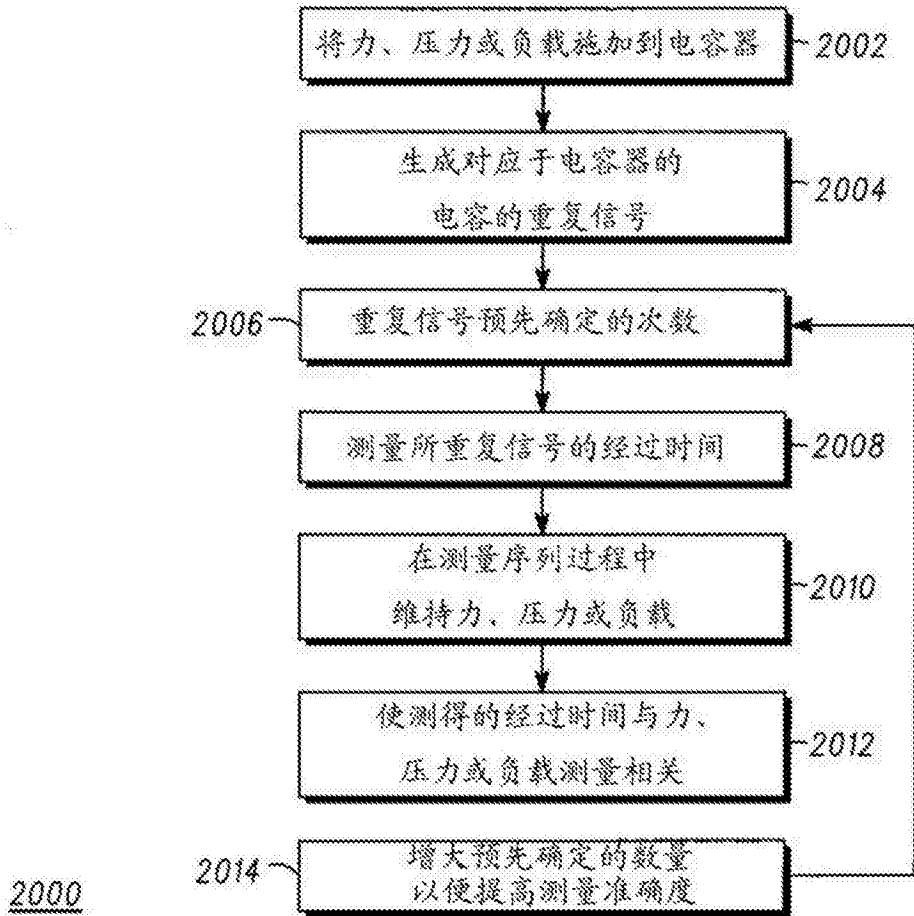 将力、压力或负载施加到电容器
2002
生成对应于电容器的
电容的重复信号
2004
2006
重复信号预先确定的次数
测量所重复信号的经过时间
2008
在测量序列过程中
维持力、压力或负载
2010
使测得的经过时间与力、
压力或负载测量相关
2012
2014
增大预先确定的数量
以便提高测量准确度
2000